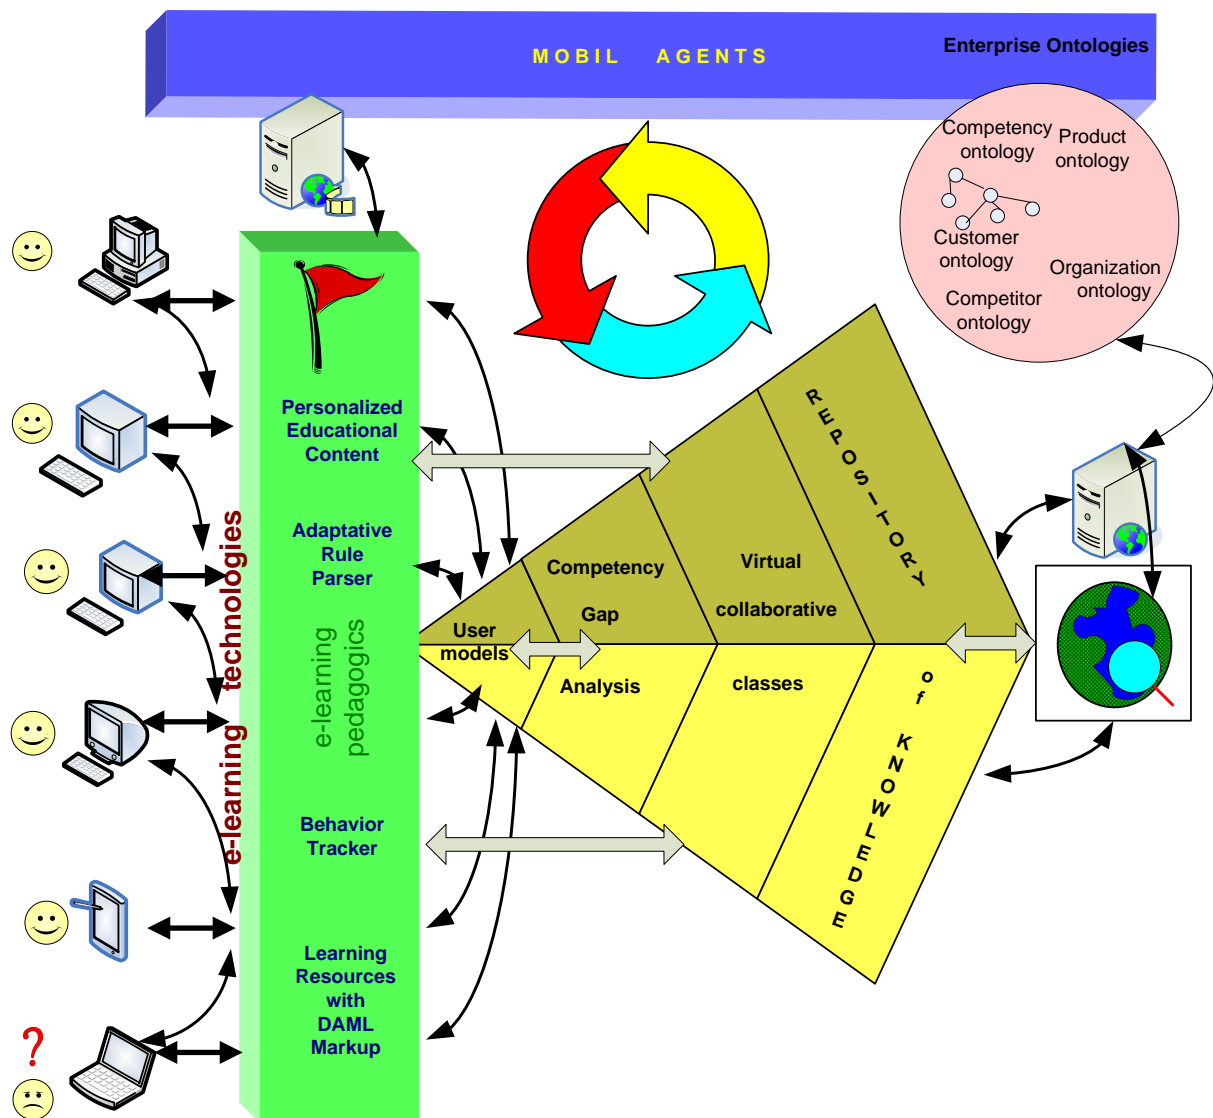 MOBIL AGENTS
Enterprise Ontologies
Competency
ontology
Product
ontology
Customer
ontology
Organization
ontology
Competitor
ontology
Personalized
Educational
Content
Adaptative
Rule
Parser
e-learning
pedagogics
Behavior
Tracker
Learning
Resources
with
DAML
Markup
e-learning technologies
User
models
Competency
Gap
Analysis
Virtual
collaborative
classes
REPOSITORY
of KNOWLEDGE
?